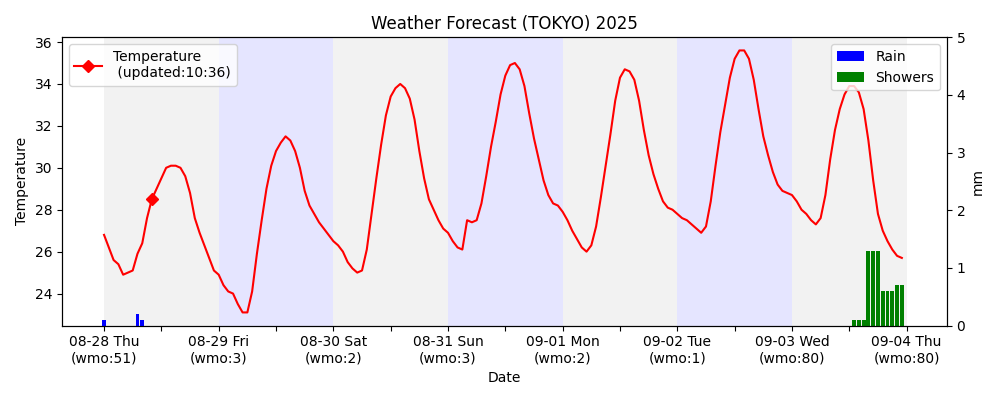 Weather Forecast (TOKYO) 2025
Temperature
(updated:10:36)
Rain
Showers
36
34
32
30
28
26
24
Temperature
5
4
3
2
1
0
mm
08-28 Thu
(wmo:51)
08-29 Fri
(wmo:3)
08-30 Sat
(wmo:2)
08-31 Sun
(wmo:3)
09-01 Mon
(wmo:2)
09-02 Tue
(wmo:1)
09-03 Wed
(wmo:80)
09-04 Thu
(wmo:80)
Date